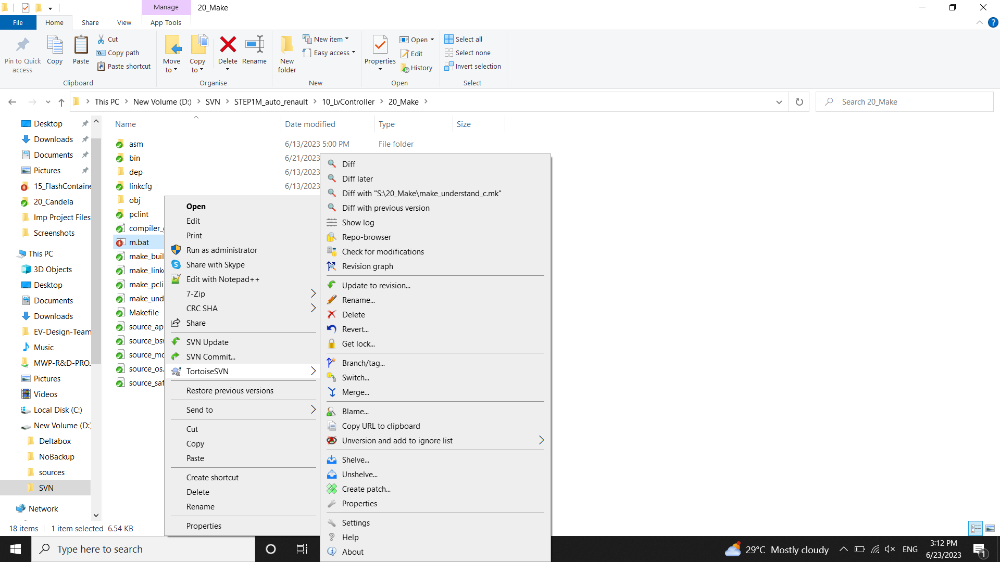 Manage
20_Make
File
Home
Share
View
App Tools
Pin to Quick access
Copy
Paste
Cut
Copy path
Paste shortcut
Clipboard
Move to
Copy to
Delete
Rename
Organise
New folder
New item
Easy access
New
Properties
Open
Edit
History
Open
Select all
Select none
Invert selection
Select
This PC > New Volume (D:) > SVN > STEP1M_auto_renault > 10_LvController > 20_Make >
Search 20_Make
Desktop
Downloads
Documents
Pictures
15_FlashContaine
20_Candela
Imp Project Files
Screenshots
This PC
3D Objects
Desktop
Documents
Downloads
EV-Design-Team
Music
MWP-R&D-PRO
Pictures
Videos
Local Disk (C:)
New Volume (D:)
Deltabox
NoBackup
sources
SVN
Network
Name
Date modified
Type
Size
asm 6/13/2023 5:00 PM File folder
bin 6/21/2023
dep 6/13/2023
linkcfg 6/13/2023
obj
pclint
compiler_
m.bat
make_buil
make_link
make_pcli
make_und
Makefile
source_ap
source_bsw
source_mo
source_os.
source_saf
Open
Edit
Print
Run as administrator
Share with Skype
Edit with Notepad++
7-Zip
CRC SHA
Share
SVN Update
SVN Commit...
TortoiseSVN
Restore previous versions
Send to
Cut
Copy
Paste
Create shortcut
Delete
Rename
Properties
Diff
Diff later
Diff with "S:\20_Make\make_understand_c.mk"
Diff with previous version
Show log
Repo-browser
Check for modifications
Revision graph
Update to revision...
Rename...
Delete
Revert...
Get lock...
Branch/tag...
Switch...
Merge...
Blame...
Copy URL to clipboard
Unversion and add to ignore list
Shelve...
Unshelve...
Create patch...
Properties
Settings
Help
About
18 items 1 item selected 6.54 KB
Type here to search
29°C Mostly cloudy
ENG
3:12 PM
6/23/2023
1